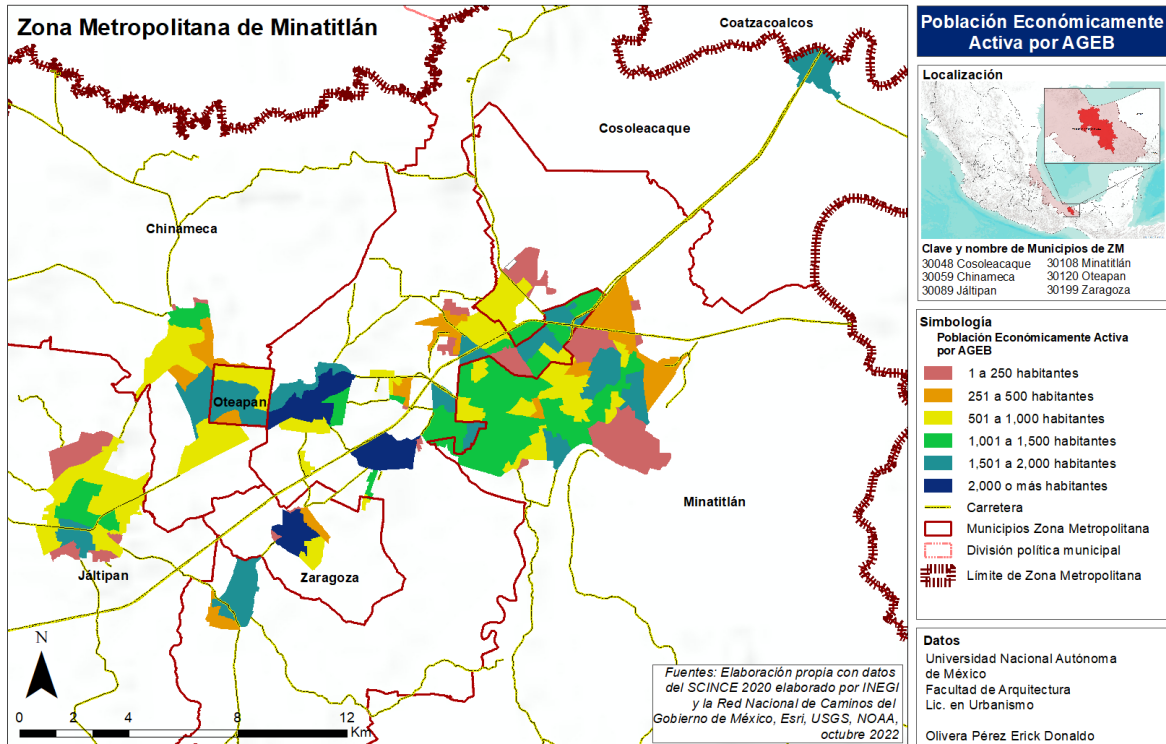 Zona Metropolitana de Minatitlán
Coatzacoalcos
Cosoleacaque
Chinameca
Oteapan
Minatitlán
Jáltipan
Zaragoza
N
0 2 4 8 12
Km
Fuentes: Elaboración propia con datos
del SCINCE 2020 elaborado por INEGI
y la Red Nacional de Caminos del
Gobierno de México, Esri, USGS, NOAA,
octubre 2022
Población Económicamente
Activa por AGEB
Localización
Clave y nombre de Municipios de ZM
30048 Cosoleacaque 30108 Minatitlán
30059 Chinameca 30120 Oteapan
30089 Jáltipan 30199 Zaragoza
Simbología
Población Económicamente Activa
por AGEB
1 a 250 habitantes
251 a 500 habitantes
501 a 1,000 habitantes
1,001 a 1,500 habitantes
1,501 a 2,000 habitantes
2,000 o más habitantes
Carretera
Municipios Zona Metropolitana
División política municipal
Límite de Zona Metropolitana
Datos
Universidad Nacional Autónoma
de México
Facultad de Arquitectura
Lic. en Urbanismo
Olivera Pérez Erick Donaldo